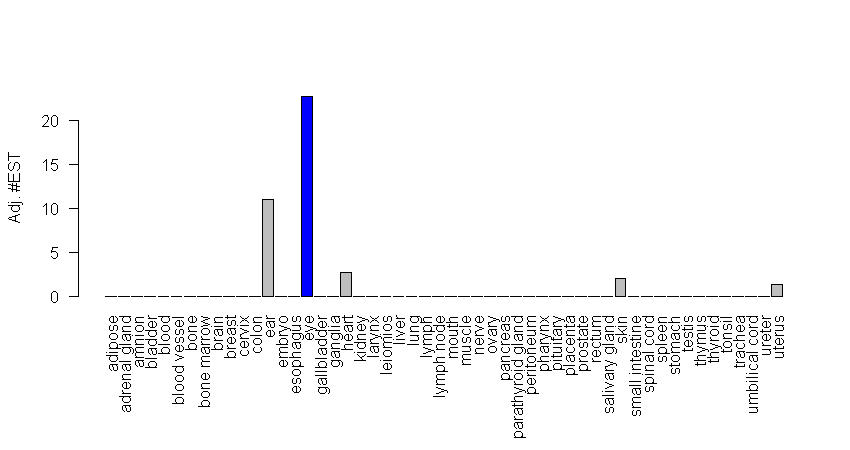 Adj. #EST
20
15
10
5
0
adipose
adrenal gland
amnion
bladder
blood
blood vessel
bone
bone marrow
brain
breast
cervix
colon
ear
embryo
esophagus
eye
gallbladder
ganglia
heart
kidney
larynx
leiomios
liver
lung
lymph
lymph node
mouth
muscle
nerve
ovary
pancreas
parathyroid gland
peritoneum
pharynx
pituitary
placenta
prostate
rectum
salivary gland
skin
small intestine
spinal cord
spleen
stomach
testis
thymus
thyroid
tonsil
trachea
umbilical cord
ureter
uterus